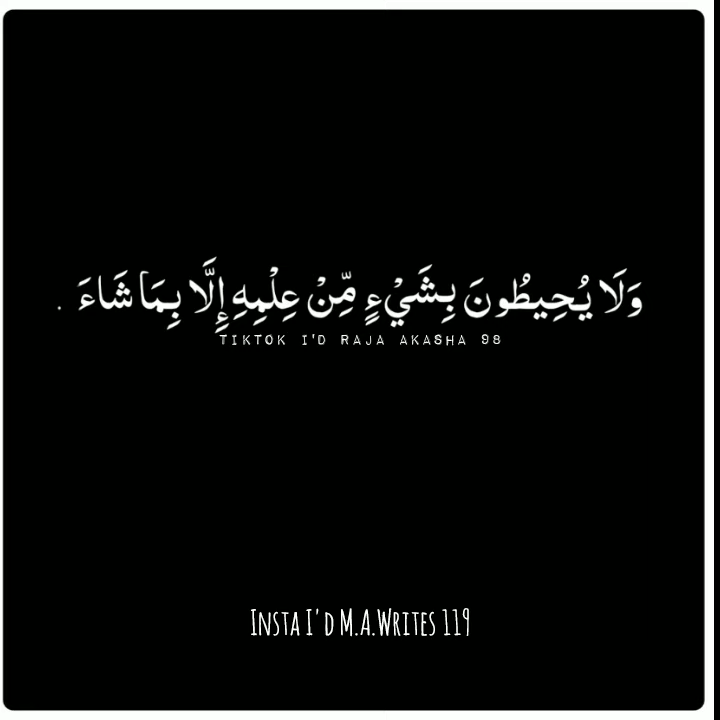 وَلَا يُحِيطُونَ بِشَيْءٍ مِّنْ عِلْمِهِ إِلَّا بِمَا شَاءَ .
TIKTOK I'D RAJA AKASHA 98
INSTA I'D M.A.WRITES 119